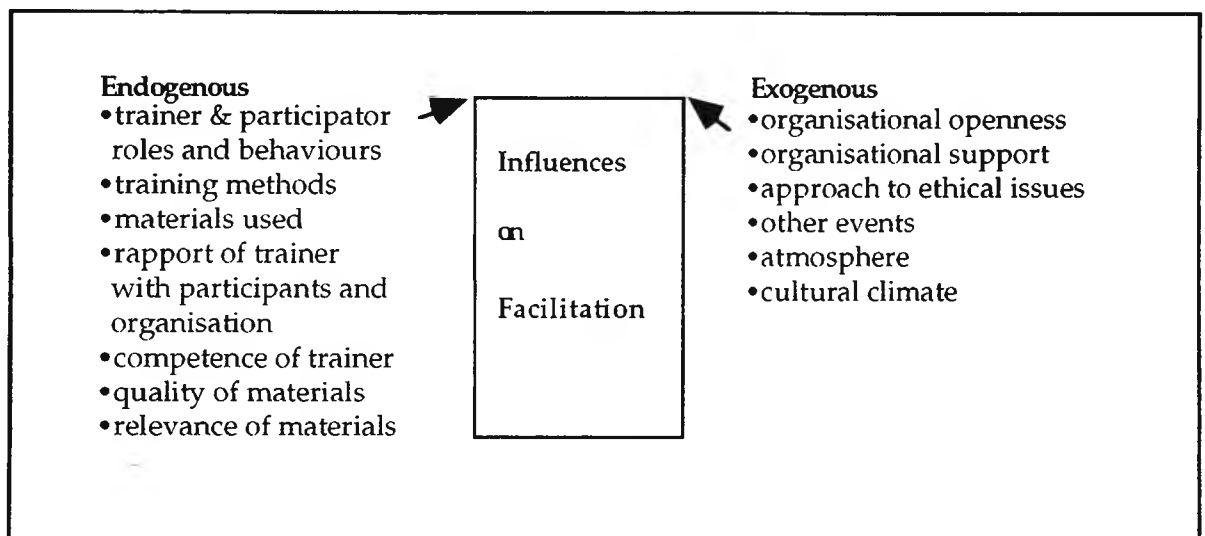 Endogenous
•trainer & participator
roles and behaviours
•training methods
•materials used
•rapport of trainer
with participants and
organisation
•competence of trainer
•quality of materials
•relevance of materials
Influences
on
Facilitation
Exogenous
•organisational openness
•organisational support
•approach to ethical issues
•other events
•atmosphere
•cultural climate